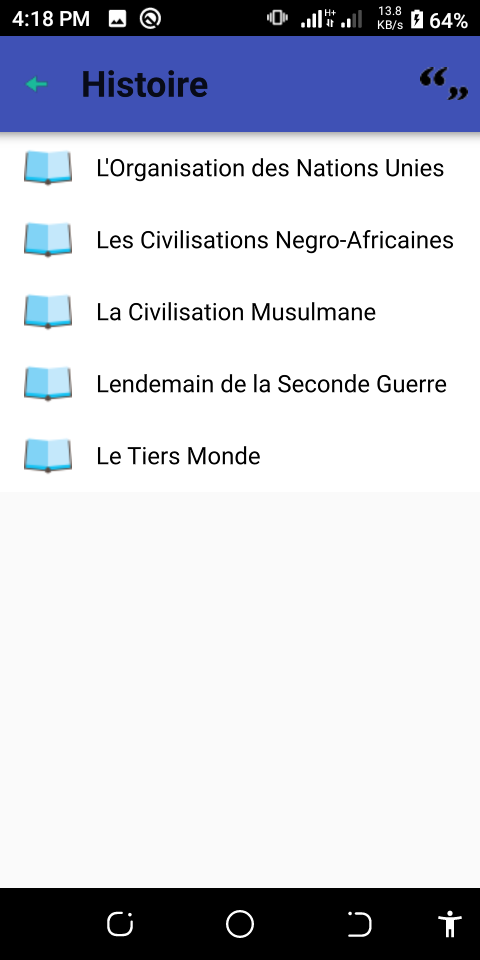 4:18 PM H+ 13.8 KB/s 64%
Histoire “ „
L'Organisation des Nations Unies
Les Civilisations Negro-Africaines
La Civilisation Musulmane
Lendemain de la Seconde Guerre
Le Tiers Monde